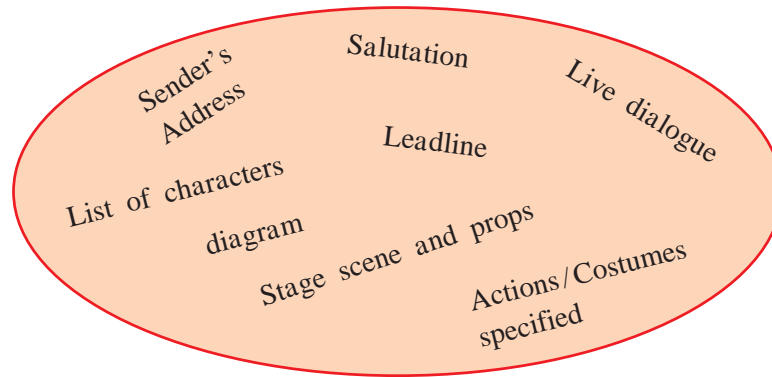 Sender's
Address
Salutation
Live dialogue
Leadline
List of characters
diagram
Stage scene and props
Actions/Costumes
specified